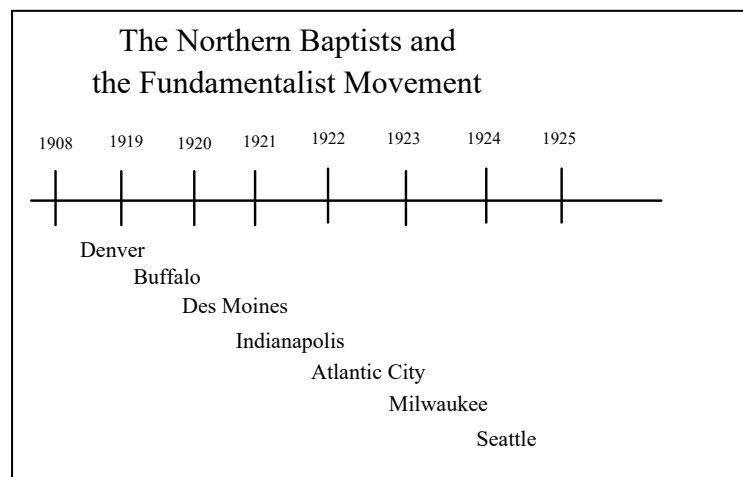 The Northern Baptists and
the Fundamentalist Movement
1908 1919 1920 1921 1922 1923 1924 1925
Denver
Buffalo
Des Moines
Indianapolis
Atlantic City
Milwaukee
Seattle